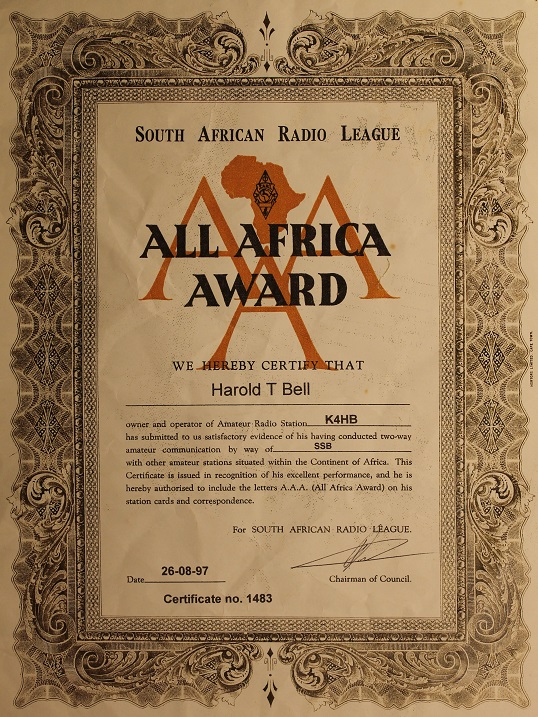 SOUTH AFRICAN RADIO LEAGUE
ALL AFRICA
AWARD
WE HEREBY CERTIFY THAT
Harold T Bell
owner and operator of Amateur Radio Station K4HB
has submitted to us satisfactory evidence of his having conducted two-way
amateur communication by way of SSB
with other amateur stations situated within the Continent of Africa. This
Certificate is issued in recognition of his excellent performance, and he is
hereby authorised to include the letters A.A.A. (All Africa Award) on his
station cards and correspondence.
For SOUTH AFRICAN RADIO LEAGUE.
Date 26-08-97
Chairman of Council.
Certificate no. 1483